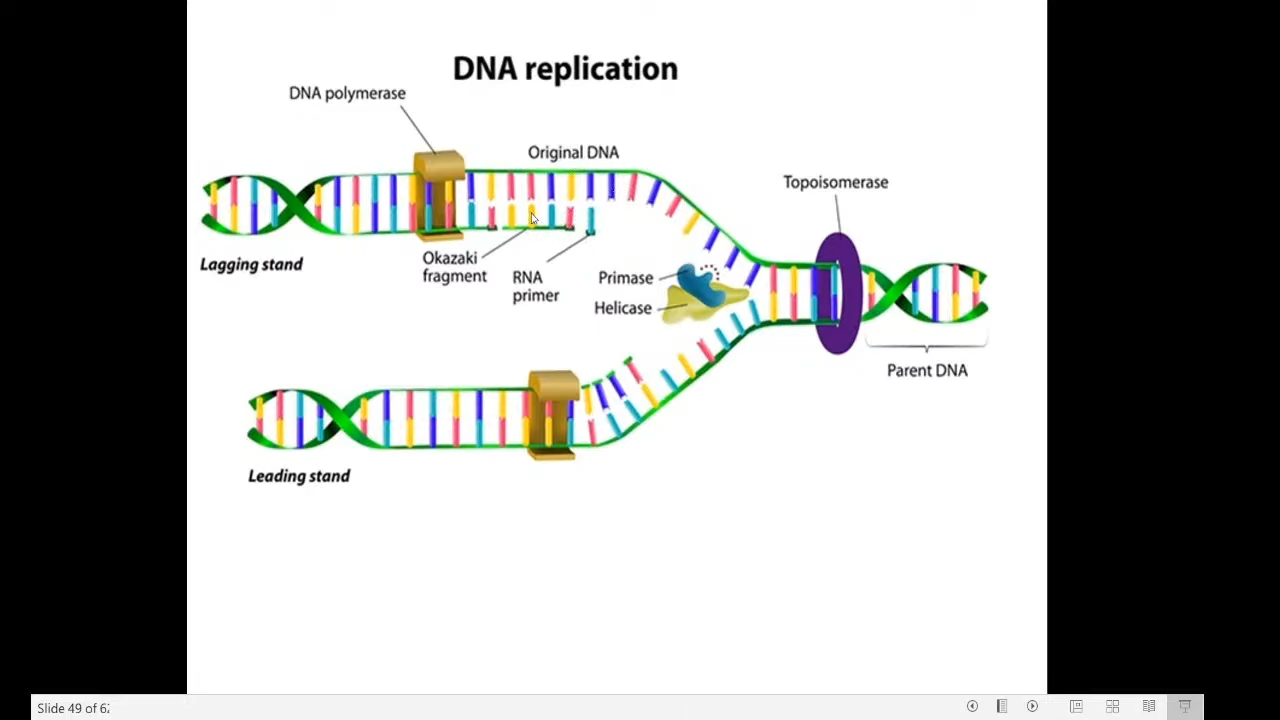 DNA replication
DNA polymerase
Original DNA
Topoisomerase
Okazaki
fragment
RNA
primer
Primase
Helicase
Lagging stand
Parent DNA
Leading stand
Slide 49 of 62